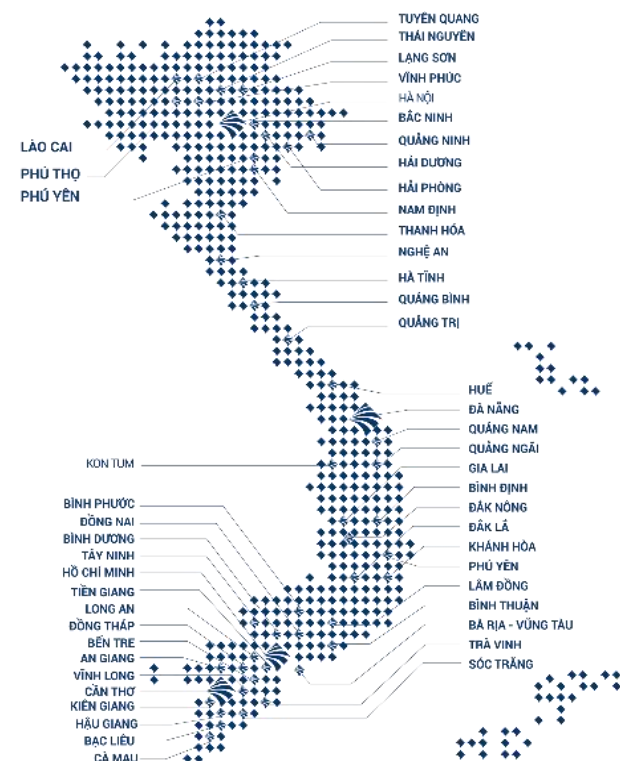 TUYÊN QUANG
THÁI NGUYÊN
LẠNG SƠN
VĨNH PHÚC
HÀ NỘI
BẮC NINH
QUẢNG NINH
HẢI DƯƠNG
HẢI PHÒNG
NAM ĐỊNH
THANH HÓA
NGHỆ AN
HÀ TĨNH
QUẢNG BÌNH
QUẢNG TRỊ
LÀO CAI
PHÚ THỌ
PHÚ YÊN
HUẾ
ĐÀ NẴNG
QUẢNG NAM
QUẢNG NGÃI
GIA LAI
BÌNH ĐỊNH
ĐẮK NÔNG
ĐẮK LẮ
KHÁNH HÒA
PHÚ YÊN
LÂM ĐỒNG
BÌNH THUẬN
BÀ RỊA - VŨNG TÀU
TRÀ VINH
SÓC TRĂNG
KON TUM
BÌNH PHƯỚC
ĐỒNG NAI
BÌNH DƯƠNG
TÂY NINH
HỒ CHÍ MINH
TIỀN GIANG
LONG AN
ĐỒNG THÁP
BẾN TRE
AN GIANG
VĨNH LONG
CẦN THƠ
KIÊN GIANG
HẬU GIANG
BẠC LIÊU
CÀ MAU